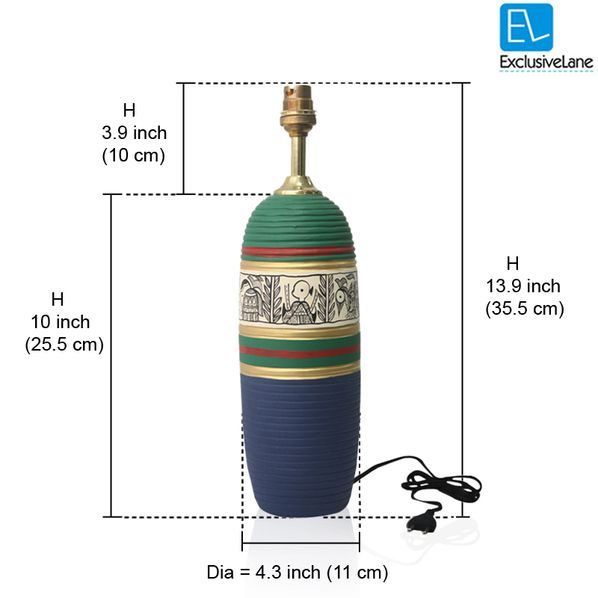 EL
ExclusiveLane
H
3.9 inch
(10 cm)
H
10 inch
(25.5 cm)
H
13.9 inch
(35.5 cm)
Dia = 4.3 inch (11 cm)